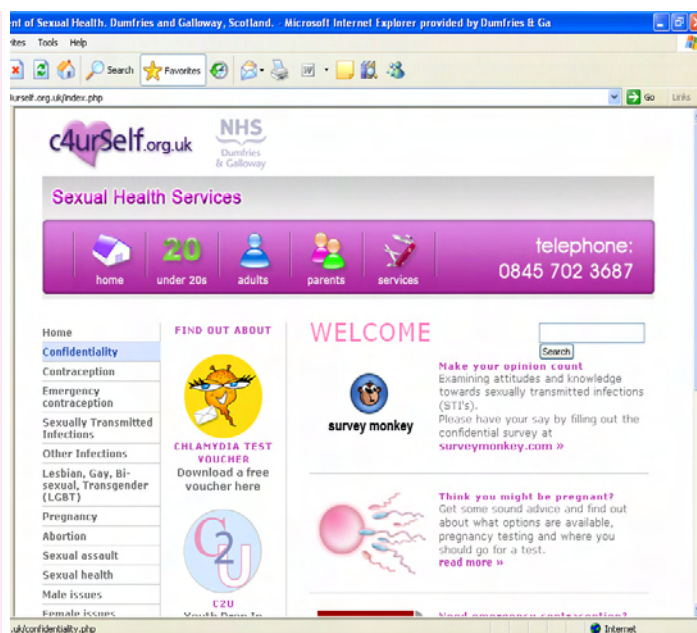 nt of Sexual Health. Dumfries and Galloway, Scotland. - Microsoft Internet Explorer provided by Dumfries & Ga
ites Tools Help
Search Favorites
urself.org.uk/index.php
Go Links
c4urSelf.org.uk
NHS
Dumfries
& Galloway
Sexual Health Services
home
20
under 20s
adults
parents
services
telephone:
0845 702 3687
Home
Confidentiality
Contraception
Emergency
contraception
Sexually Transmitted
Infections
Other Infections
Lesbian, Gay, Bi-
sexual, Transgender
(LGBT)
Pregnancy
Abortion
Sexual assault
Sexual health
Male issues
Female issues
FIND OUT ABOUT
CHLAMYDIA TEST
VOUCHER
Download a free
voucher here
C2U
C2U
Youth Drop In
WELCOME
Search
survey monkey
Make your opinion count
Examining attitudes and knowledge
towards sexually transmitted infections
(STI's).
Please have your say by filling out the
confidential survey at
surveymonkey.com »
Think you might be pregnant?
Get some sound advice and find out
about what options are available,
pregnancy testing and where you
should go for a test.
read more »
Need emergency contraception?
.uk/confidentiality.php
Internet